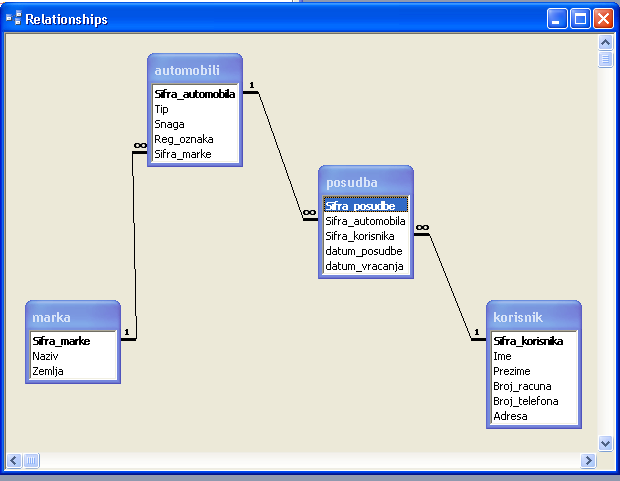 Relationships
automobili
Sifra_automobila
Tip
Snaga
Reg_oznaka
Sifra_marke
1
∞
posudba
Sifra_posudbe
Sifra_automobila
Sifra_korisnika
datum_posudbe
datum_vracanja
∞
∞
marka
Sifra_marke
Naziv
Zemlja
1
korisnik
Sifra_korisnika
Ime
Prezime
Broj_racuna
Broj_telefona
Adresa
1